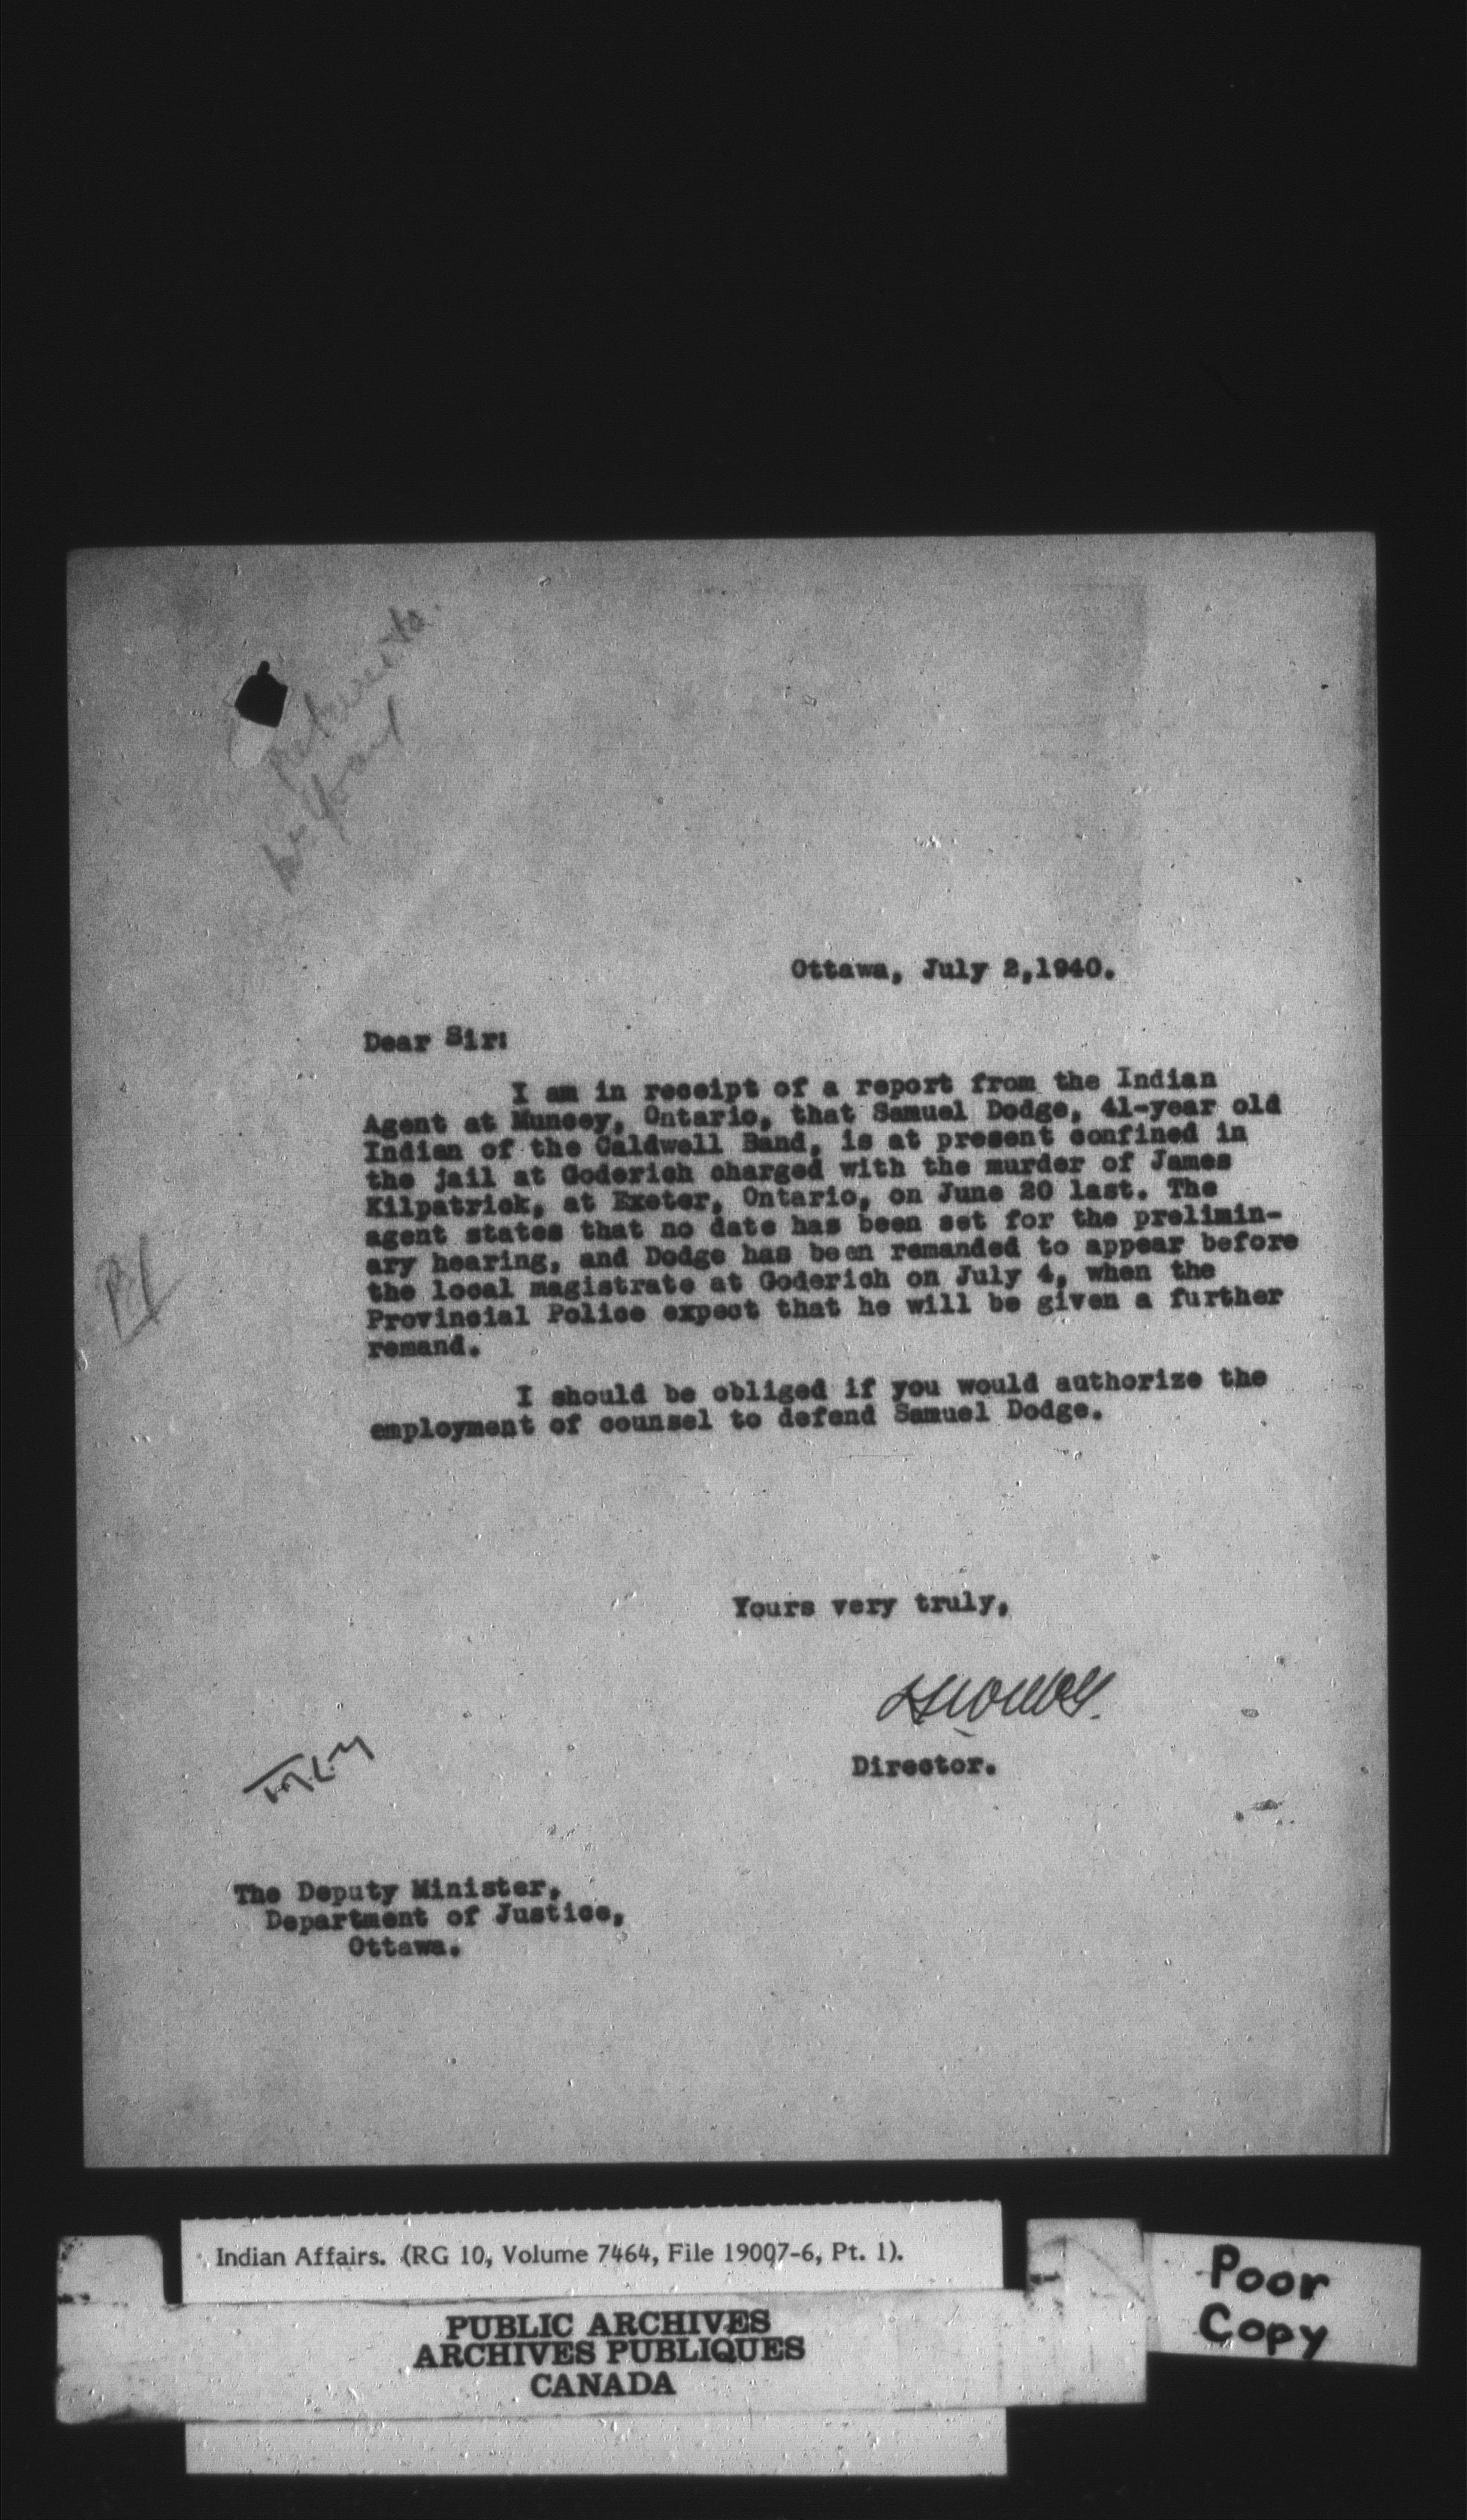 Ottawa, July 2,1940.
Dear Sir:
I am in receipt of a report from the Indian
Agent at Muncey, Ontario, that Samuel Dodge, 41-year old
Indian of the Caldwell Band, is at present confined in
the jail at Goderich charged with the murder of James
Kilpatrick, at Exeter, Ontario, on June 20 last. The
agent states that no date has been set for the prelimin-
ary hearing, and Dodge has been remanded to appear before
the local magistrate at Goderich on July 4, when the
Provincial Police expect that he will be given a further
remand.
I should be obliged if you would authorize the
employment of counsel to defend Samuel Dodge.
Yours very truly,
Director.
The Deputy Minister,
Department of Justice,
Ottawa.
Indian Affairs. (RG 10, Volume 7464, File 19007-6, Pt. 1).
PUBLIC ARCHIVES
ARCHIVES PUBLIQUES
CANADA
Poor
Copy